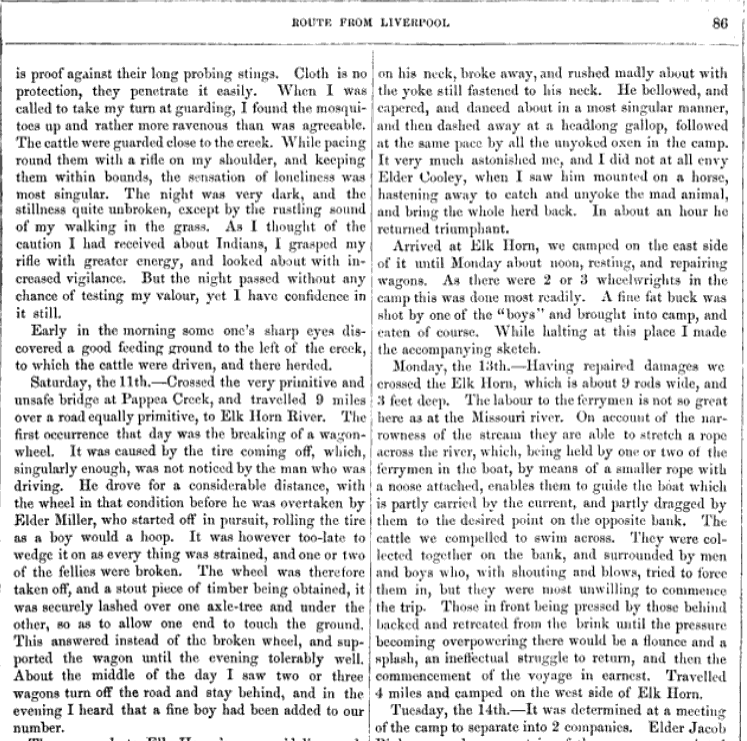 ROUTE FROM LIVERPOOL
86
is proof against their long probing stings. Cloth is no
protection, they penetrate it easily. When I was
called to take my turn at guarding, I found the mosqui-
toes up and rather more ravenous than was agreeable.
The cattle were guarded close to the creek. While pacing
round them with a rifle on my shoulder, and keeping
them within bounds, the sensation of loneliness was
most singular. The night was very dark, and the
stillness quite unbroken, except by the rustling sound
of my walking in the grass. As I thought of the
caution I had received about Indians, I grasped my
rifle with greater energy, and looked about with in-
creased vigilance. But the night passed without any
chance of testing my valour, yet I have confidence in
it still.
Early in the morning some one's sharp eyes dis-
covered a good feeding ground to the left of the creek,
to which the cattle were driven, and there herded.
Saturday, the 11th.—Crossed the very primitive and
unsafe bridge at Pappea Creek, and travelled 9 miles
over a road equally primitive, to Elk Horn River. The
first occurrence that day was the breaking of a wagon-
wheel. It was caused by the tire coming off, which,
singularly enough, was not noticed by the man who was
driving. He drove for a considerable distance, with
the wheel in that condition before he was overtaken by
Elder Miller, who started off in pursuit, rolling the tire
as a boy would a hoop. It was however too-late to
wedge it on as every thing was strained, and one or two
of the fellies were broken. The wheel was therefore
taken off, and a stout piece of timber being obtained, it
was securely lashed over one axle-tree and under the
other, so as to allow one end to touch the ground.
This answered instead of the broken wheel, and sup-
ported the wagon until the evening tolerably well.
About the middle of the day I saw two or three
wagons turn off the road and stay behind, and in the
evening I heard that a fine boy had been added to our
number.
on his neck, broke away, and rushed madly about with
the yoke still fastened to his neck. He bellowed, and
capered, and danced about in a most singular manner,
and then dashed away at a headlong gallop, followed
at the same pace by all the unyoked oxen in the camp.
It very much astonished me, and I did not at all envy
Elder Cooley, when I saw him mounted on a horse,
hastening away to catch and unyoke the mad animal,
and bring the whole herd back. In about an hour he
returned triumphant.
Arrived at Elk Horn, we camped on the east side
of it until Monday about noon, resting, and repairing
wagons. As there were 2 or 3 wheelwrights in the
camp this was done most readily. A fine fat buck was
shot by one of the "boys" and brought into camp, and
eaten of course. While halting at this place I made
the accompanying sketch.
Monday, the 13th.—Having repaired damages we
crossed the Elk Horn, which is about 9 rods wide, and
3 feet deep. The labour to the ferrymen is not so great
here as at the Missouri river. On account of the nar-
rowness of the stream they are able to stretch a rope
across the river, which, being held by one or two of the
ferrymen in the boat, by means of a smaller rope with
a noose attached, enables them to guide the boat which
is partly carried by the current, and partly dragged by
them to the desired point on the opposite bank. The
cattle we compelled to swim across. They were col-
lected together on the bank, and surrounded by men
and boys who, with shouting and blows, tried to force
them in, but they were most unwilling to commence
the trip. Those in front being pressed by those behind
backed and retreated from the brink until the pressure
becoming overpowering there would be a flounce and a
splash, an ineffectual struggle to return, and then the
commencement of the voyage in earnest. Travelled
4 miles and camped on the west side of Elk Horn.
Tuesday, the 14th.—It was determined at a meeting
of the camp to separate into 2 companies. Elder Jacob